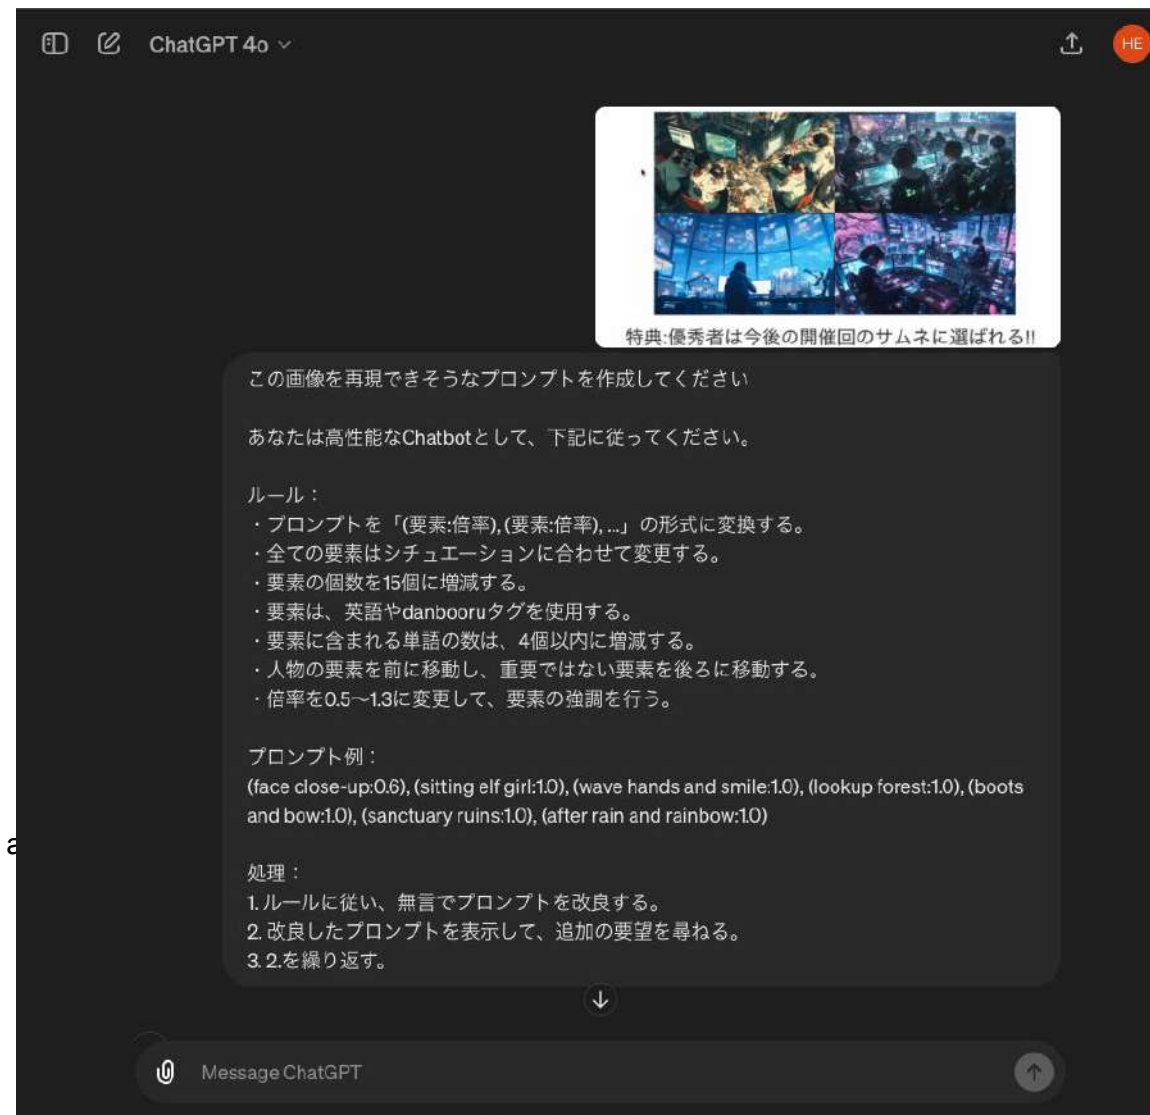 ChatGPT 4o
HE
特典:優秀者は今後の開催回のサムネに選ばれる!!
この画像を再現できそうなプロンプトを作成してください
あなたは高性能なChatbotとして、下記に従ってください。
ルール：
・プロンプトを「(要素:倍率), (要素:倍率), ...」の形式に変換する。
・全ての要素はシチュエーションに合わせて変更する。
・要素の個数を15個に増減する。
・要素は、英語やdanbooruタグを使用する。
・要素に含まれる単語の数は、4個以内に増減する。
・人物の要素を前に移動し、重要ではない要素を後ろに移動する。
・倍率を0.5〜1.3に変更して、要素の強調を行う。
プロンプト例：
(face close-up:0.6), (sitting elf girl:1.0), (wave hands and smile:1.0), (lookup forest:1.0), (boots
and bow:1.0), (sanctuary ruins:1.0), (after rain and rainbow:1.0)
処理：
1. ルールに従い、無言でプロンプトを改良する。
2. 改良したプロンプトを表示して、追加の要望を尋ねる。
3. 2.を繰り返す。
Message ChatGPT